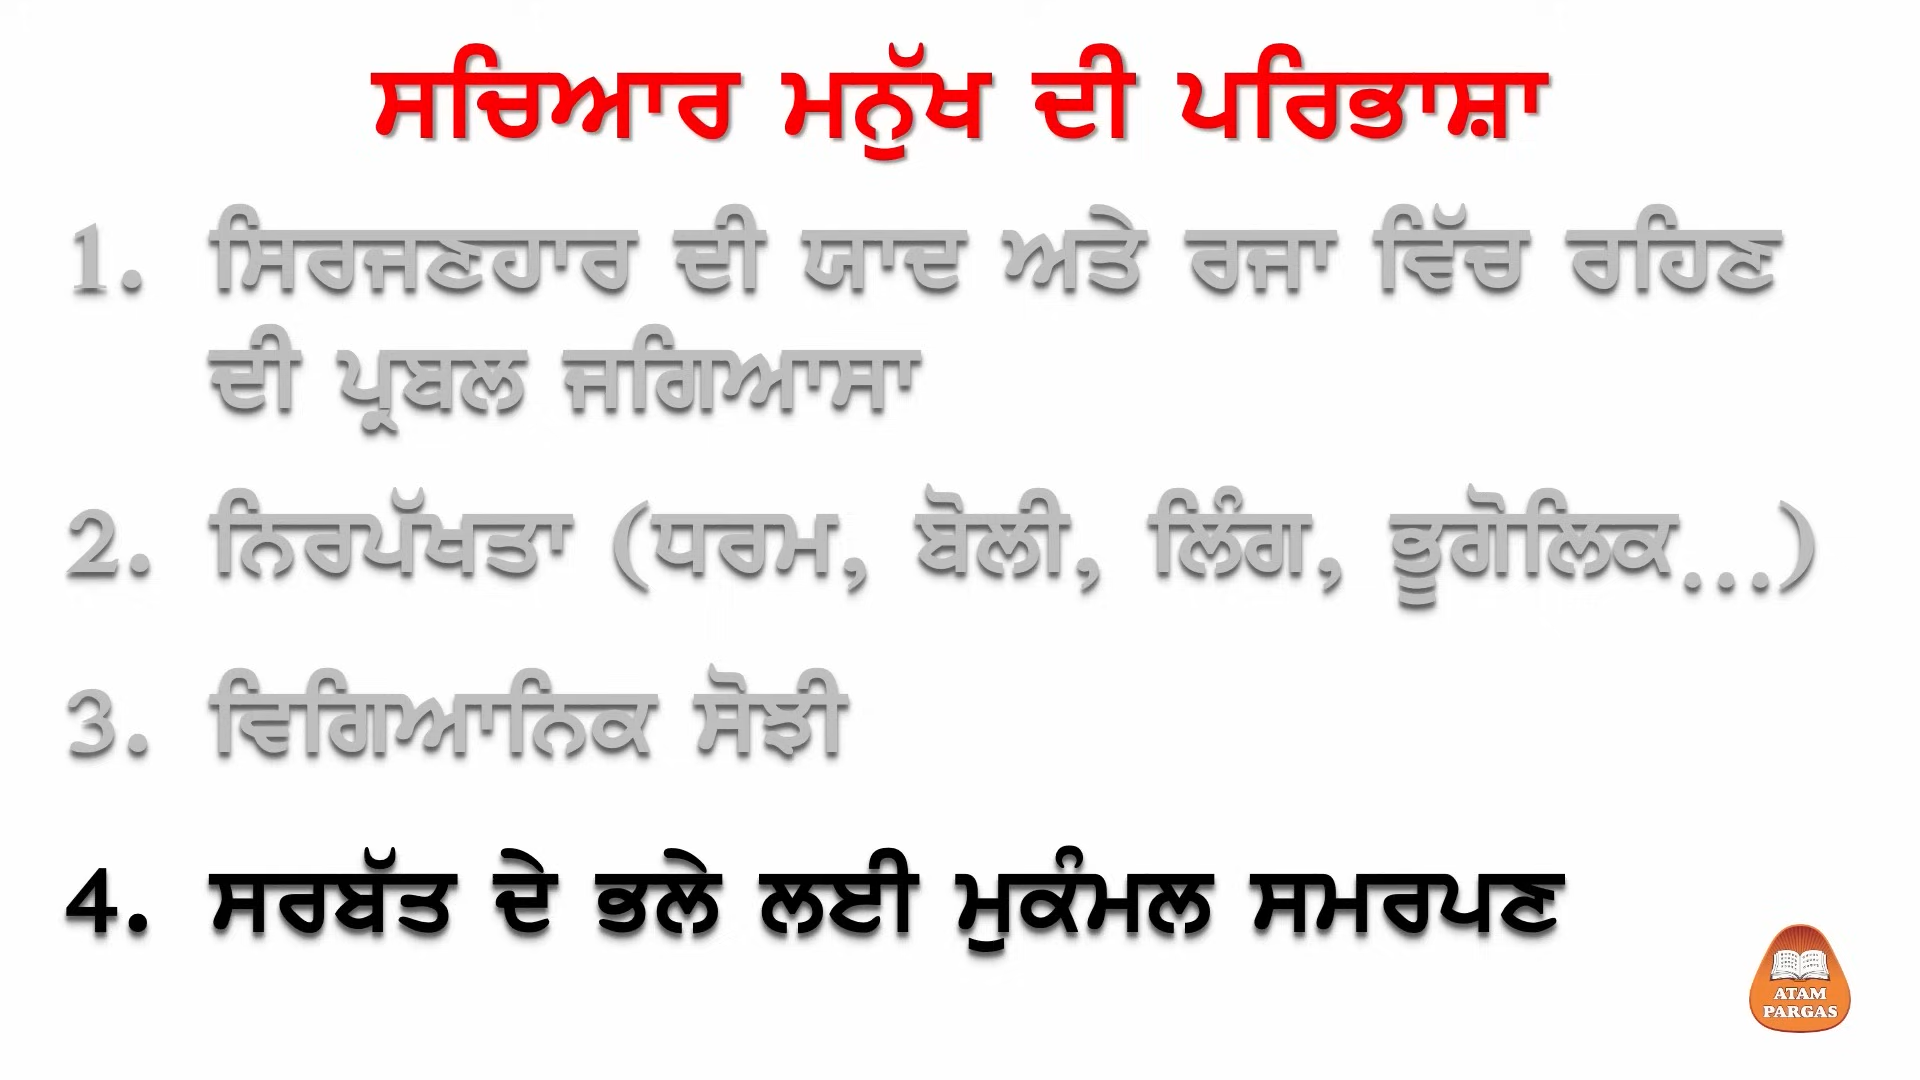 ਸਚਿਆਰ ਮਨੁੱਖ ਦੀ ਪਰਿਭਾਸ਼ਾ
1. ਸਿਰਜਣਹਾਰ ਦੀ ਯਾਦ ਅਤੇ ਰਜਾ ਵਿੱਚ ਰਹਿਣ
ਦੀ ਪ੍ਰਬਲ ਜਗਿਆਸਾ
2. ਨਿਰਪੱਖਤਾ (ਧਰਮ, ਬੋਲੀ, ਲਿੰਗ, ਭੂਗੋਲਿਕ...)
3. ਵਿਗਿਆਨਿਕ ਸੋਝੀ
4. ਸਰਬੱਤ ਦੇ ਭਲੇ ਲਈ ਮੁਕੰਮਲ ਸਮਰਪਣ
ATAM
PARGAS